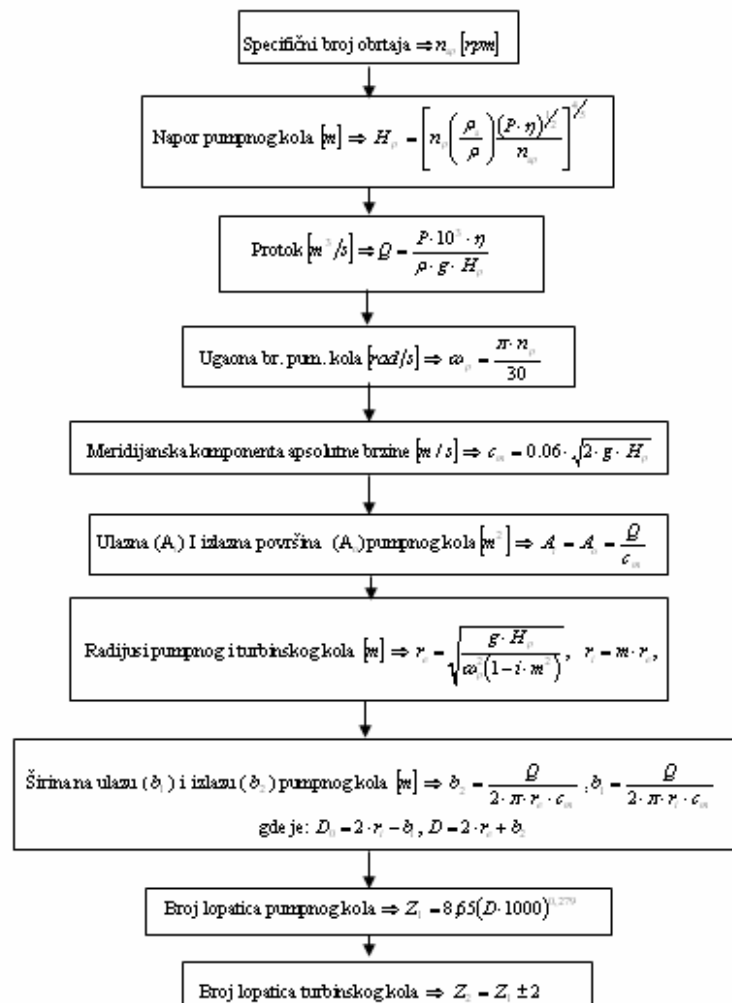 Specifični broj obrtaja ⇒ n_sp [rpm]
Napor pumpnog kola [m] ⇒ H_p = [n_p (ρ_s/ρ) (P·η)^{1/2}/n_sp]^{4/5}
Protok [m³/s] ⇒ Q = P·10³·η / ρ·g·H_p
Ugaona br. pum. kola [rad/s] ⇒ ω_p = π·n_p / 30
Meridijanska komponenta apsolutne brzine [m/s] ⇒ c_m = 0.06·√(2·g·H_p)
Ulazna (A_i) I izlazna površina (A_o) pumpnog kola [m²] ⇒ A_i = A_o = Q/c_m
Radijusi pumpnog i turbinskog kola [m] ⇒ r_o = √(g·H_p / ω_p²(1−i·m²)), r_i = m·r_o,
Širina na ulazu (b_1) i izlazu (b_2) pumpnog kola [m] ⇒ b_2 = Q / 2·π·r_o·c_m , b_1 = Q / 2·π·r_i·c_m
gde je: D_0 = 2·r_i − b_1, D = 2·r_o + b_2
Broj lopatica pumpnog kola ⇒ Z_1 = 8,65(D·1000)^{0,279}
Broj lopatica turbinskog kola ⇒ Z_2 = Z_1 ± 2